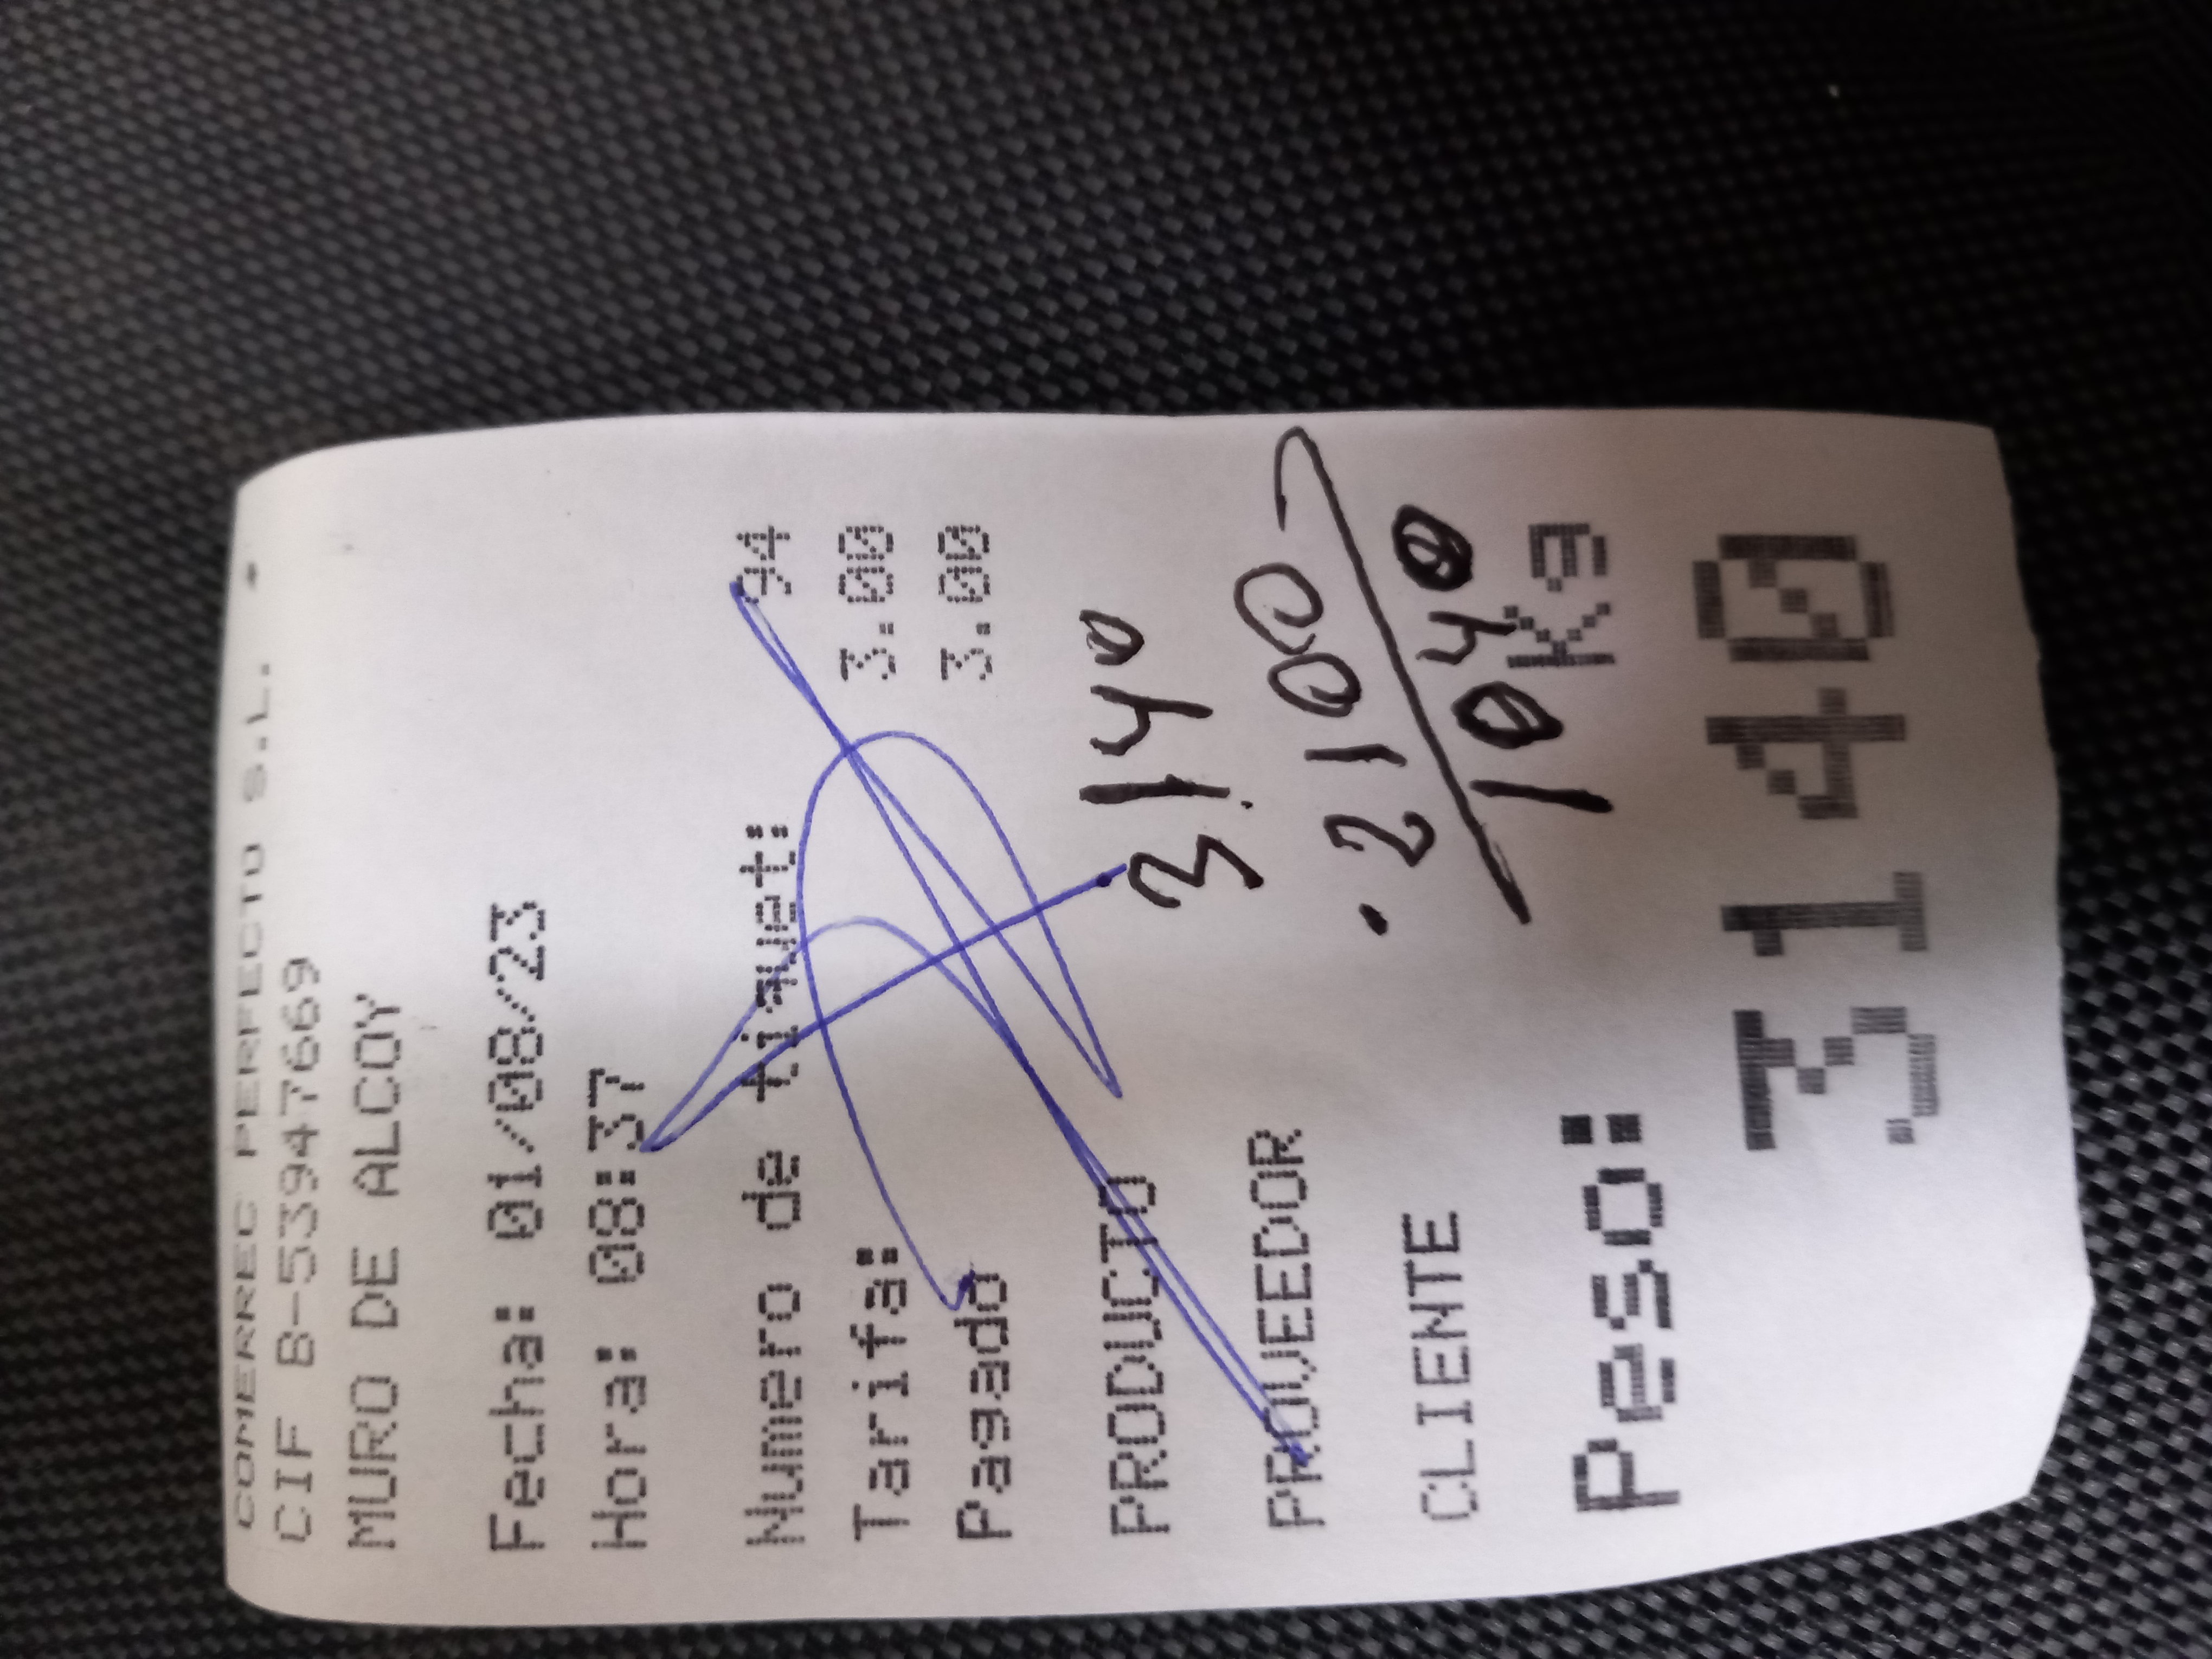 COMERREC PERFECTO S.L.
CIF B-53947669
MURO DE ALCOY
Fecha: 01/08/23
Hora: 08:37
Numero de tiquet: 94
Tarifa: 3.00
Pagado 3.00
PRODUCTO
3140
PROVEEDOR
2100
CLIENTE
1040
Peso: Kg
3140